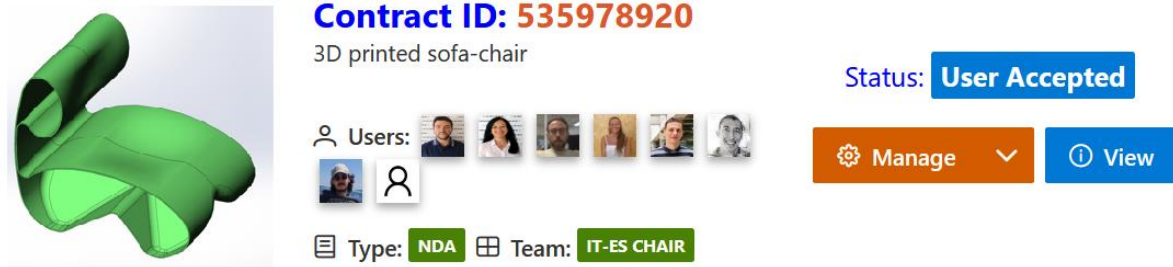 Contract ID: 535978920
3D printed sofa-chair
Status: User Accepted
Users:
Manage
View
Type: NDA Team: IT-ES CHAIR